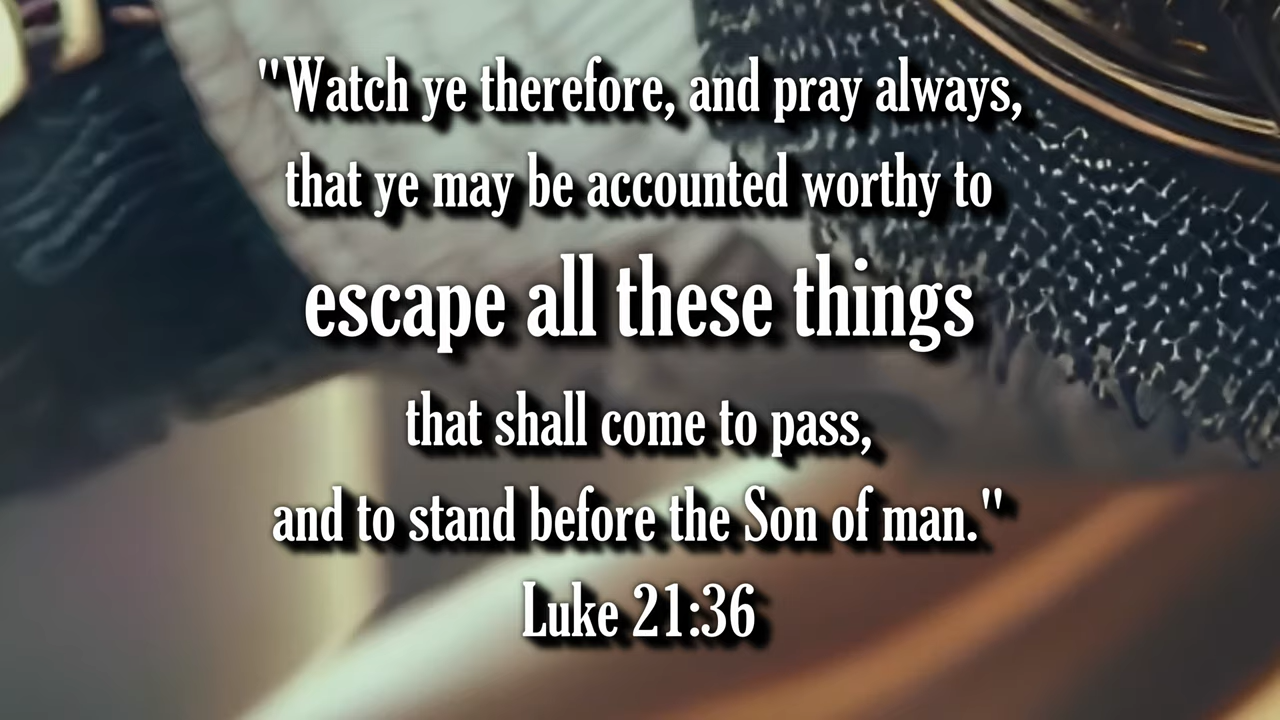 "Watch ye therefore, and pray always,
that ye may be accounted worthy to
escape all these things
that shall come to pass,
and to stand before the Son of man."
Luke 21:36